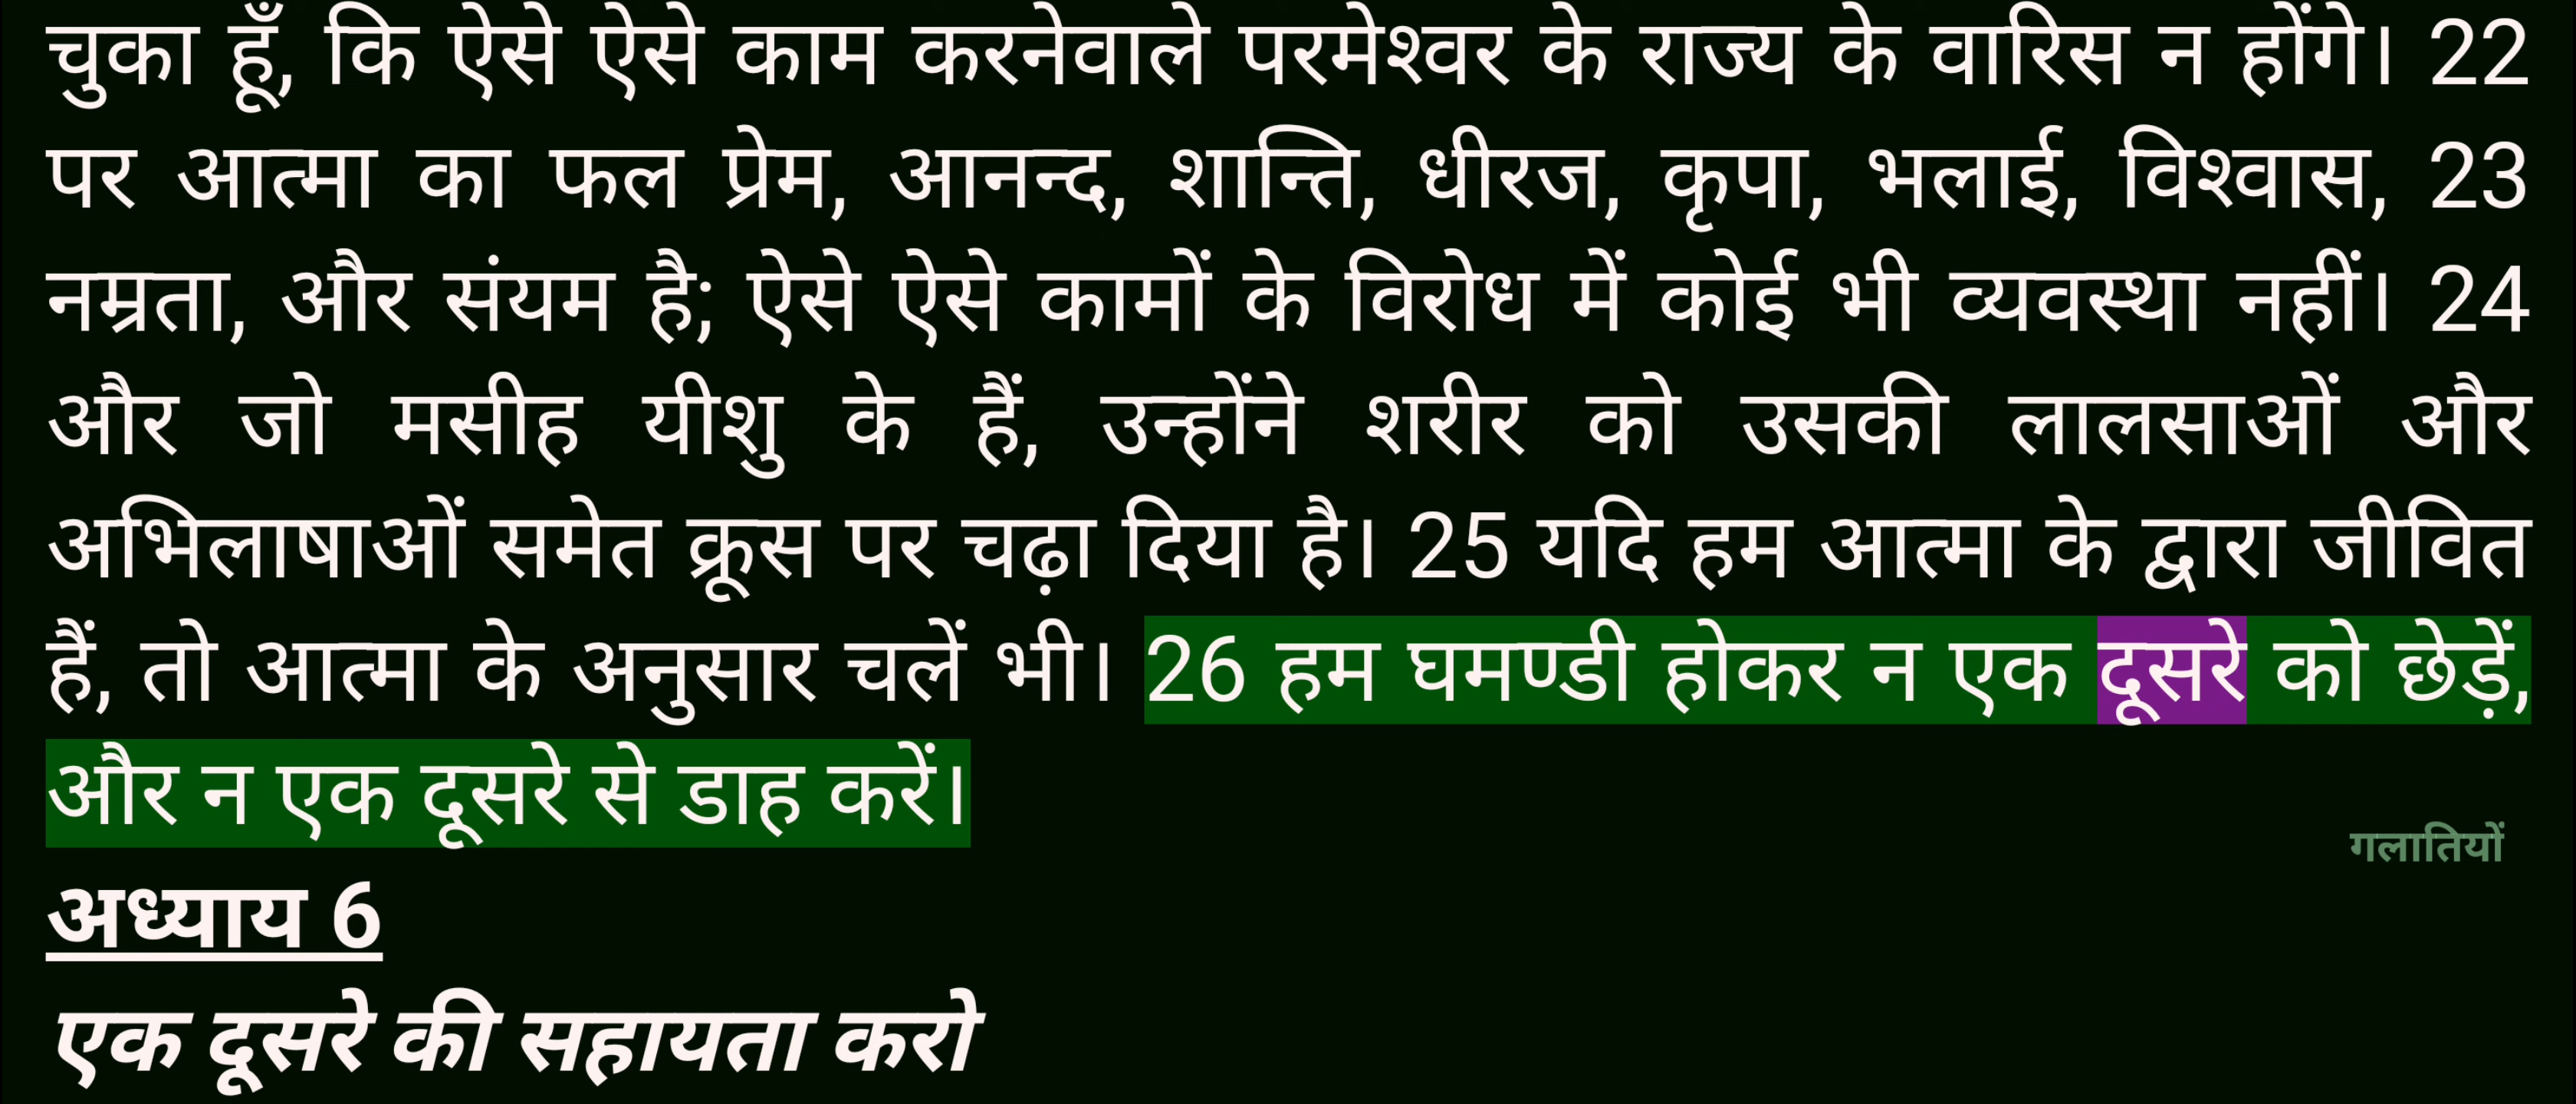 चुका हूँ, कि ऐसे ऐसे काम करनेवाले परमेश्वर के राज्य के वारिस न होंगे। 22
पर आत्मा का फल प्रेम, आनन्द, शान्ति, धीरज, कृपा, भलाई, विश्वास, 23
नम्रता, और संयम है; ऐसे ऐसे कामों के विरोध में कोई भी व्यवस्था नहीं। 24
और जो मसीह यीशु के हैं, उन्होंने शरीर को उसकी लालसाओं और
अभिलाषाओं समेत क्रूस पर चढ़ा दिया है। 25 यदि हम आत्मा के द्वारा जीवित
हैं, तो आत्मा के अनुसार चलें भी। 26 हम घमण्डी होकर न एक दूसरे को छेड़ें,
और न एक दूसरे से डाह करें।
गलातियों
अध्याय 6
एक दूसरे की सहायता करो